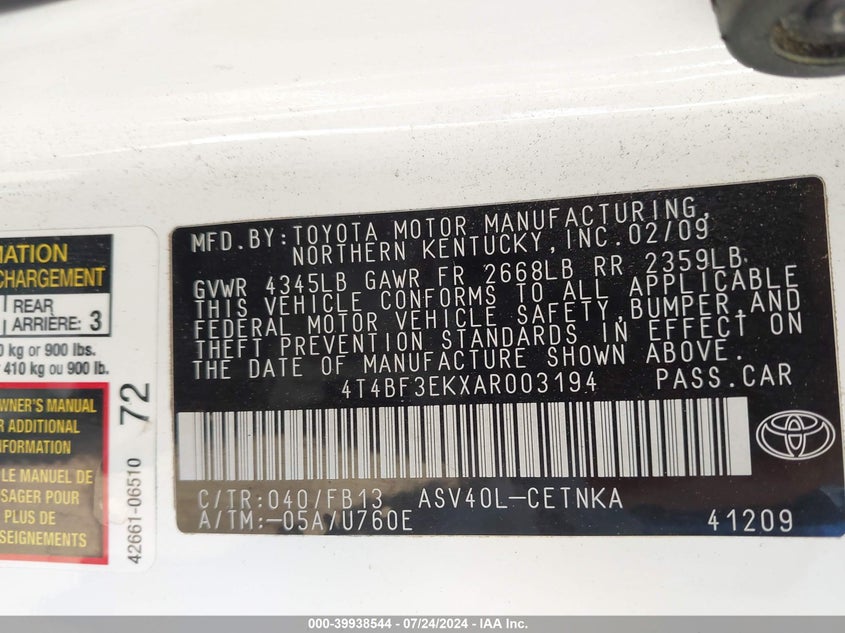 MATION
CHARGEMENT
REAR
ARRIÈRE: 3
kg or 900 lbs.
410 kg ou 900 lb.
WNER'S MANUAL
R ADDITIONAL
NFORMATION
LE MANUEL DE
SAGER POUR
PLUS DE
SEIGNEMENTS
42661-06510 72
MFD.BY:TOYOTA MOTOR MANUFACTURING,
NORTHERN KENTUCKY,INC.02/09
GVWR 4345LB GAWR FR 2668LB RR 2359LB
THIS VEHICLE CONFORMS TO ALL APPLICABLE
FEDERAL MOTOR VEHICLE SAFETY,BUMPER,AND
THEFT PREVENTION STANDARDS IN EFFECT ON
THE DATE OF MANUFACTURE SHOWN ABOVE.
4T4BF3EKXAR003194 PASS.CAR
C/TR:040/FB13 ASV40L-CETNKA
A/TM:-05A/U760E 41209
000-39938544 / 07/24/2024 - IAA Inc.